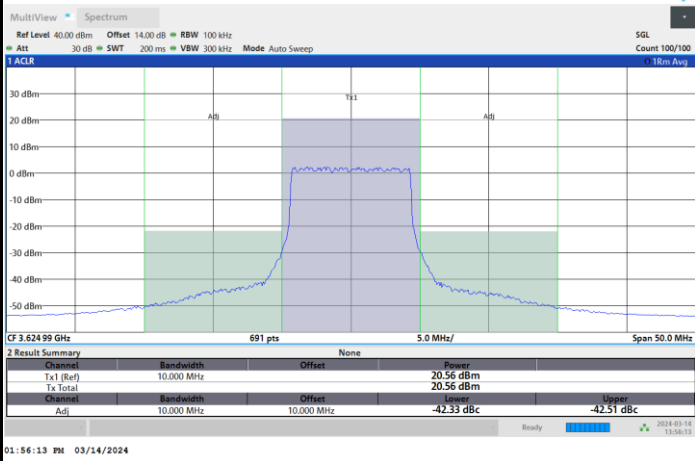 MultiView Spectrum
Ref Level 40.00 dBm Offset 14.00 dB RBW 100 kHz SGL
Att 30 dB SWT 200 ms VBW 300 kHz Mode Auto Sweep Count 100/100
1 ACLR 1Rm Avg
30 dBm
Tx1
20 dBm
Adj Adj
10 dBm
0 dBm
-10 dBm
-20 dBm
-30 dBm
-40 dBm
-50 dBm
CF 3.624 99 GHz 691 pts 5.0 MHz/ Span 50.0 MHz
2 Result Summary None
Channel Bandwidth Offset Power
Tx1 (Ref) 10.000 MHz 20.56 dBm
Tx Total 20.56 dBm
Channel Bandwidth Offset Lower Upper
Adj 10.000 MHz 10.000 MHz -42.33 dBc -42.51 dBc
Ready 2024-03-14
13:56:13
01:56:13 PM 03/14/2024